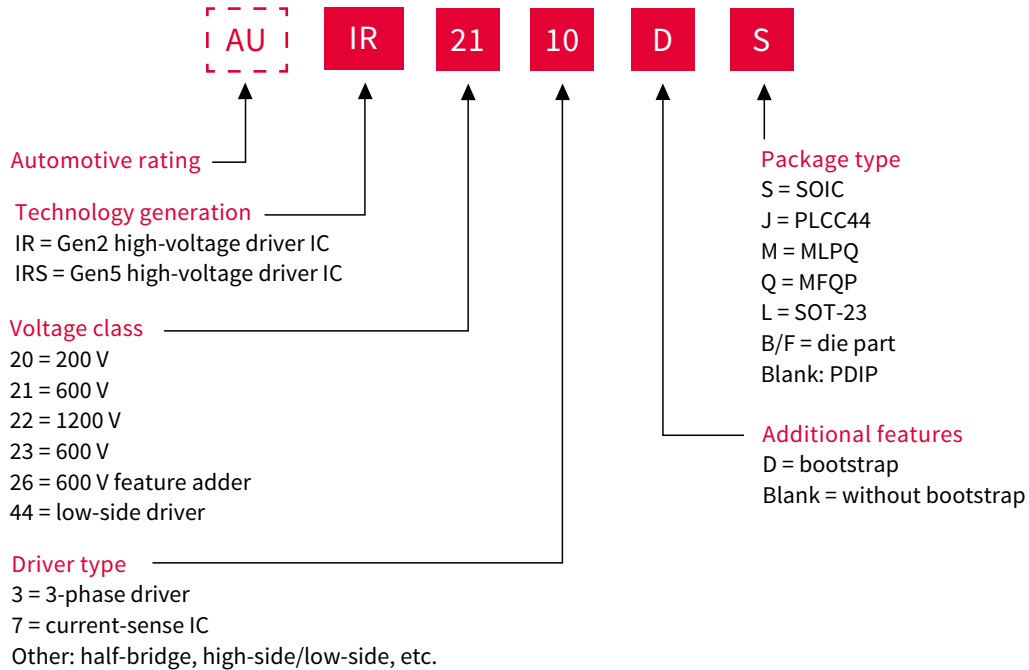 AU IR 21 10 D S
Automotive rating
Technology generation
IR = Gen2 high-voltage driver IC
IRS = Gen5 high-voltage driver IC
Voltage class
20 = 200 V
21 = 600 V
22 = 1200 V
23 = 600 V
26 = 600 V feature adder
44 = low-side driver
Driver type
3 = 3-phase driver
7 = current-sense IC
Other: half-bridge, high-side/low-side, etc.
Package type
S = SOIC
J = PLCC44
M = MLPQ
Q = MFQP
L = SOT-23
B/F = die part
Blank: PDIP
Additional features
D = bootstrap
Blank = without bootstrap